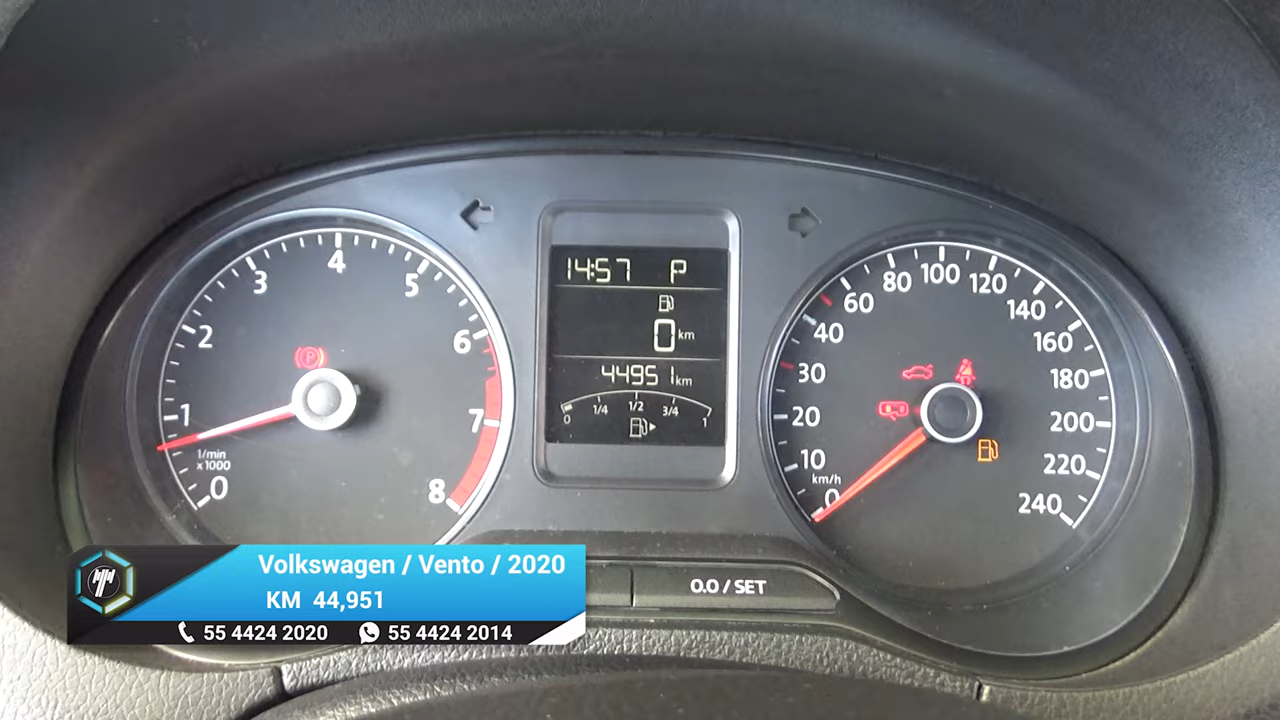 0
1
2
3
4
5
6
7
8
1/min
x1000
(P)
14:57 P
0 km
44951 km
0 1/4 1/2 3/4 1
0
10
20
30
40
60
80
100
120
140
160
180
200
220
240
km/h
0.0 / SET
Volkswagen / Vento / 2020
KM 44,951
55 4424 2020 55 4424 2014